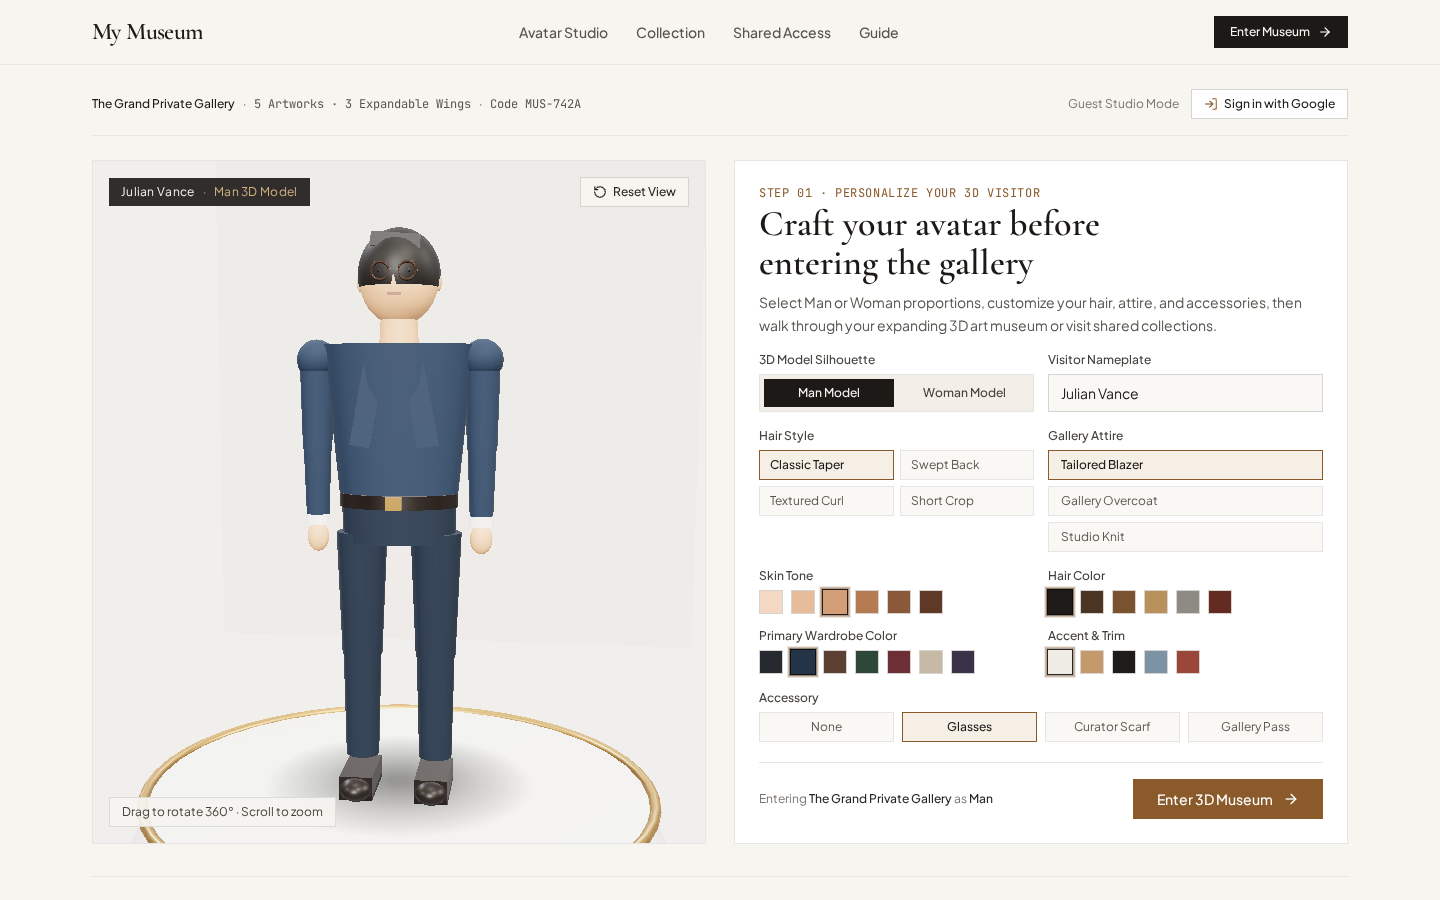 My Museum
Avatar Studio
Collection
Shared Access
Guide
Enter Museum
The Grand Private Gallery · 5 Artworks · 3 Expandable Wings · Code MUS-742A
Guest Studio Mode
Sign in with Google
Julian Vance · Man 3D Model
Reset View
Drag to rotate 360° · Scroll to zoom
STEP 01 · PERSONALIZE YOUR 3D VISITOR
Craft your avatar before
entering the gallery
Select Man or Woman proportions, customize your hair, attire, and accessories, then
walk through your expanding 3D art museum or visit shared collections.
3D Model Silhouette
Man Model
Woman Model
Visitor Nameplate
Julian Vance
Hair Style
Classic Taper
Swept Back
Textured Curl
Short Crop
Gallery Attire
Tailored Blazer
Gallery Overcoat
Studio Knit
Skin Tone
Hair Color
Primary Wardrobe Color
Accent & Trim
Accessory
None
Glasses
Curator Scarf
Gallery Pass
Entering The Grand Private Gallery as Man
Enter 3D Museum